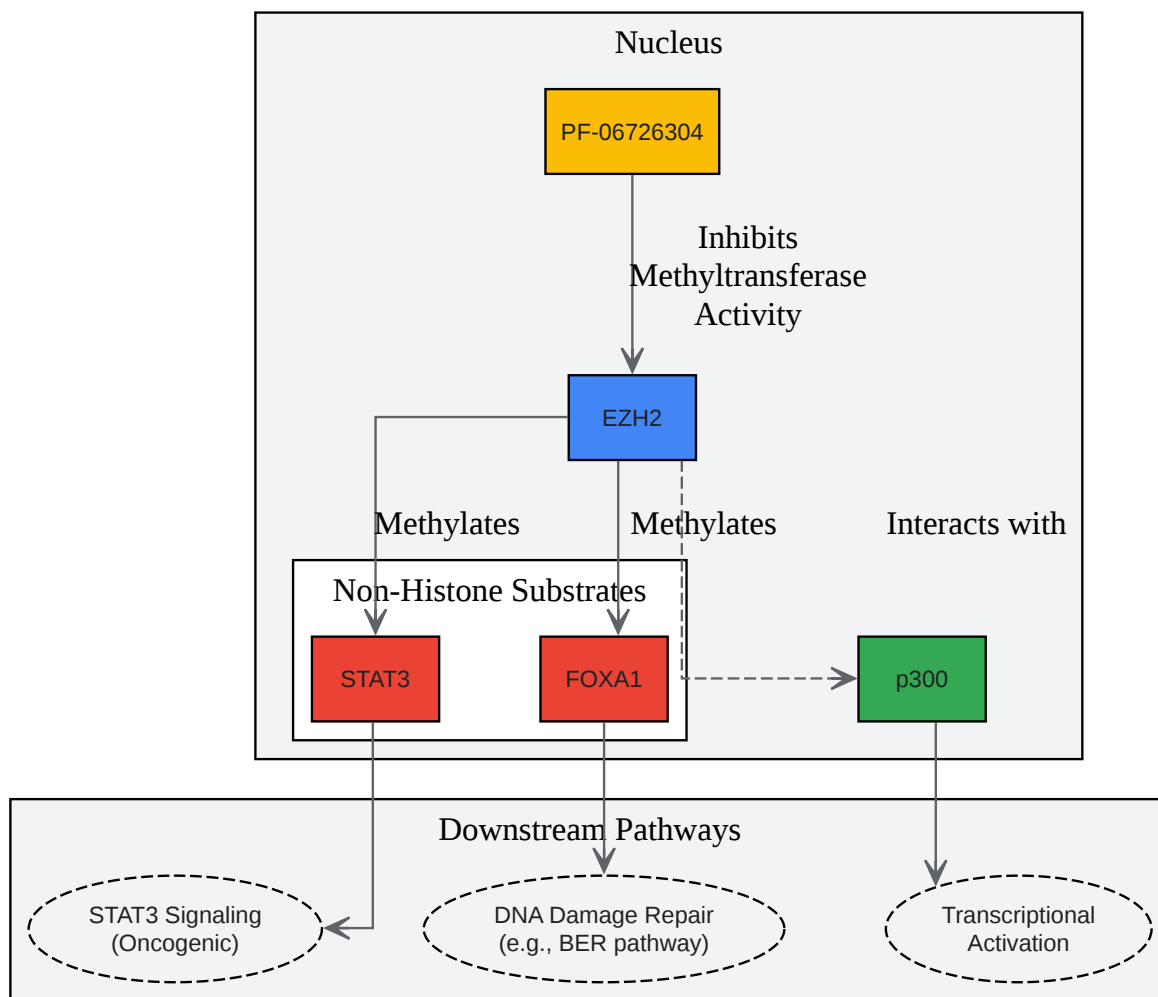 Nucleus
PF-06726304
Inhibits
Methyltransferase
Activity
EZH2
Methylates
Methylates
Interacts with
Non-Histone Substrates
STAT3
FOXA1
p300
Downstream Pathways
STAT3 Signaling
(Oncogenic)
DNA Damage Repair
(e.g., BER pathway)
Transcriptional
Activation